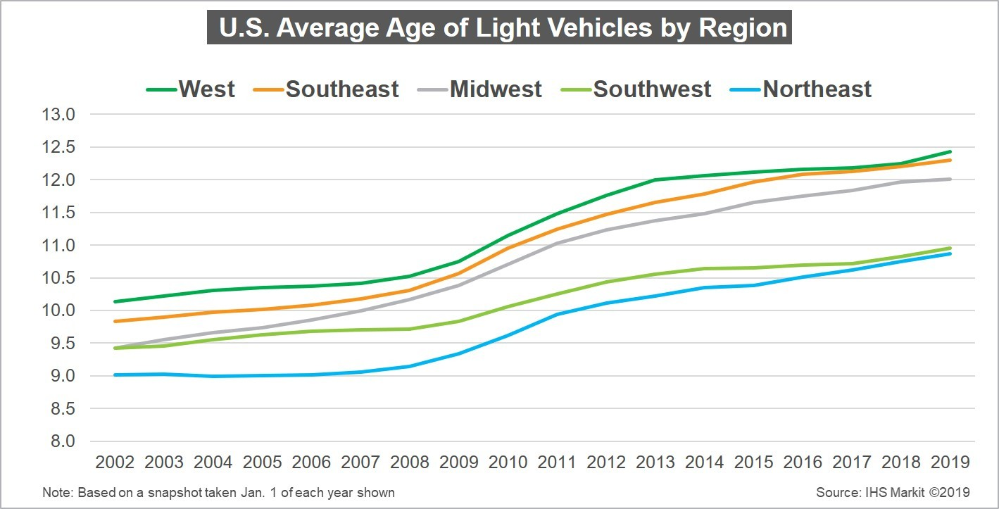 U.S. Average Age of Light Vehicles by Region
West Southeast Midwest Southwest Northeast
13.0
12.5
12.0
11.5
11.0
10.5
10.0
9.5
9.0
8.5
8.0
2002 2003 2004 2005 2006 2007 2008 2009 2010 2011 2012 2013 2014 2015 2016 2017 2018 2019
Note: Based on a snapshot taken Jan. 1 of each year shown Source: IHS Markit ©2019